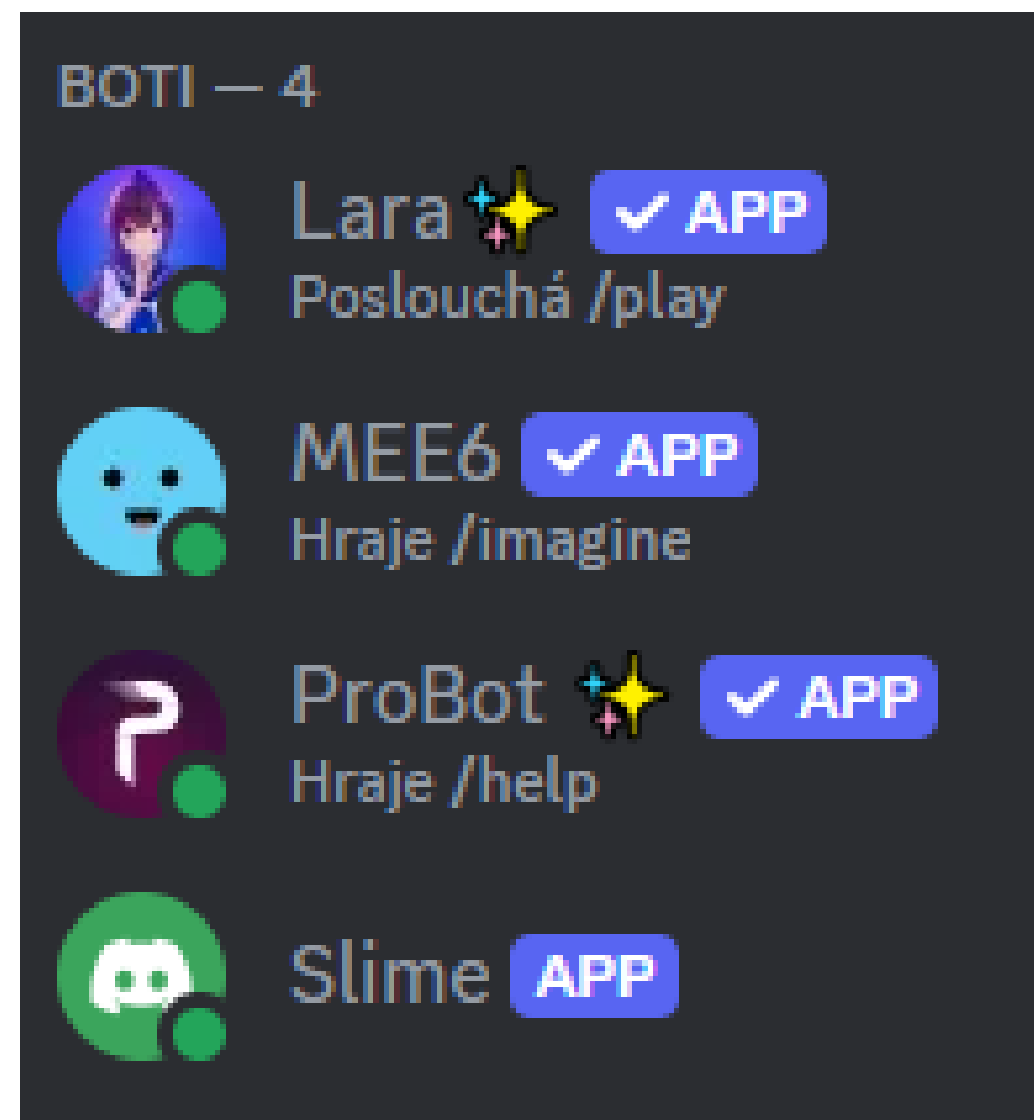 BOTI — 4
Lara✨ ✓ APP
Poslouchá /play
MEE6 ✓ APP
Hraje /imagine
ProBot ✨ ✓ APP
Hraje /help
Slime APP